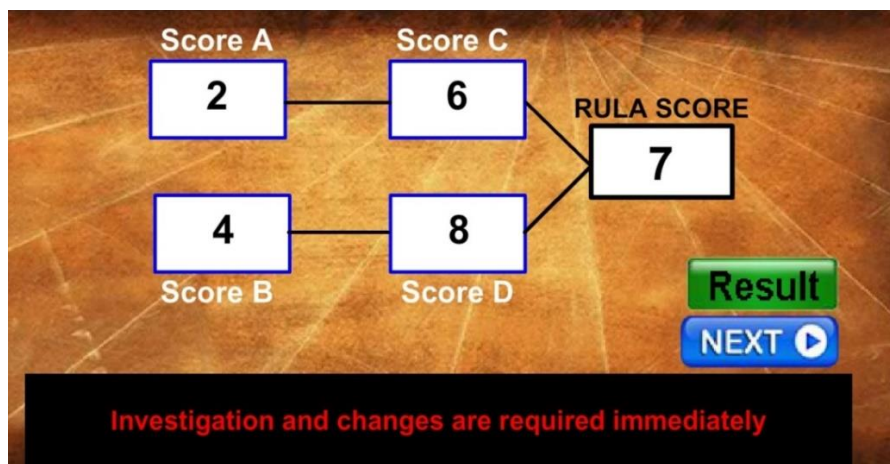 Score A
Score C
2
6
RULA SCORE
7
4
8
Score B
Score D
Result
NEXT
Investigation and changes are required immediately